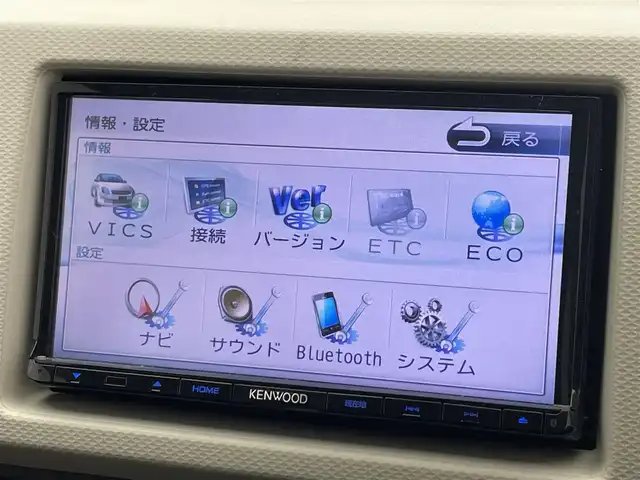 情報・設定
戻る
情報
VICS
接続
Ver
バージョン
ETC
ECO
設定
ナビ
サウンド
Bluetooth
システム
HOME
KENWOOD
現在地